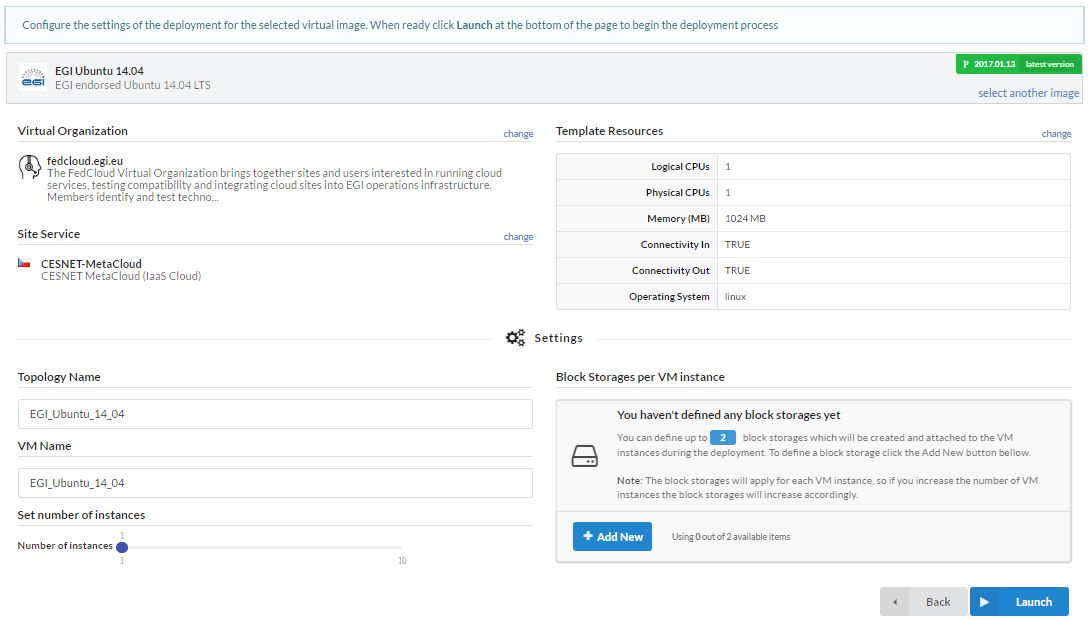 Configure the settings of the deployment for the selected virtual image. When ready click Launch at the bottom of the page to begin the deployment process
EGI Ubuntu 14.04
EGI endorsed Ubuntu 14.04 LTS
2017.01.13 latest version
select another image
eGi
Virtual Organization
change
fedcloud.egi.eu
The FedCloud Virtual Organization brings together sites and users interested in running cloud
services, testing compatibility and integrating cloud sites into EGI operations infrastructure.
Members identify and test techno...
Site Service
change
CESNET-MetaCloud
CESNET MetaCloud (IaaS Cloud)
Template Resources
change
Logical CPUs 1
Physical CPUs 1
Memory (MB) 1024 MB
Connectivity In TRUE
Connectivity Out TRUE
Operating System linux
Settings
Topology Name
EGI_Ubuntu_14_04
VM Name
EGI_Ubuntu_14_04
Set number of instances
1
Number of instances
1 10
Block Storages per VM instance
You haven't defined any block storages yet
You can define up to 2 block storages which will be created and attached to the VM
instances during the deployment. To define a block storage click the Add New button bellow.
Note: The block storages will apply for each VM instance, so if you increase the number of VM
instances the block storages will increase accordingly.
Add New
Using 0 out of 2 available items
Back
Launch